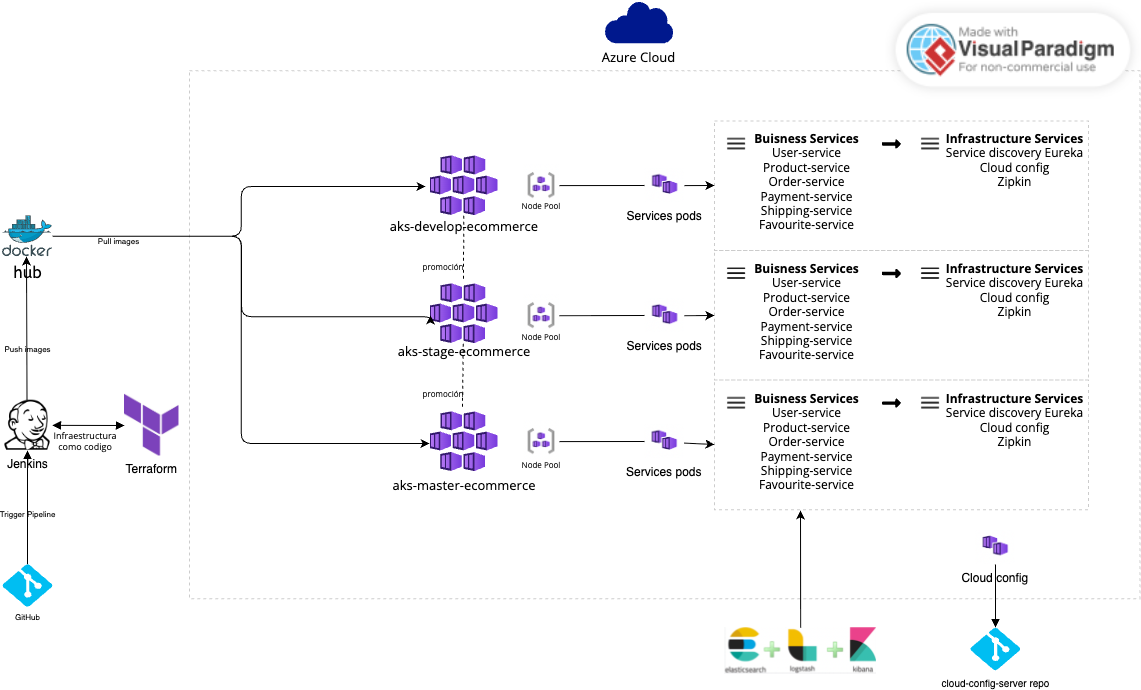 Azure Cloud
Made with
Visual Paradigm
For non-commercial use
Buisness Services
User-service
Product-service
Order-service
Payment-service
Shipping-service
Favourite-service
Infrastructure Services
Service discovery Eureka
Cloud config
Zipkin
Node Pool
Services pods
aks-develop-ecommerce
docker
hub
Pull images
promoción
Buisness Services
User-service
Product-service
Order-service
Payment-service
Shipping-service
Favourite-service
Infrastructure Services
Service discovery Eureka
Cloud config
Zipkin
Node Pool
Services pods
aks-stage-ecommerce
Push images
promoción
Buisness Services
User-service
Product-service
Order-service
Payment-service
Shipping-service
Favourite-service
Infrastructure Services
Service discovery Eureka
Cloud config
Zipkin
Infraestructura
como codigo
Jenkins
Terraform
Node Pool
Services pods
aks-master-ecommerce
Trigger Pipeline
GitHub
Cloud config
elasticsearch
logstash
kibana
cloud-config-server repo